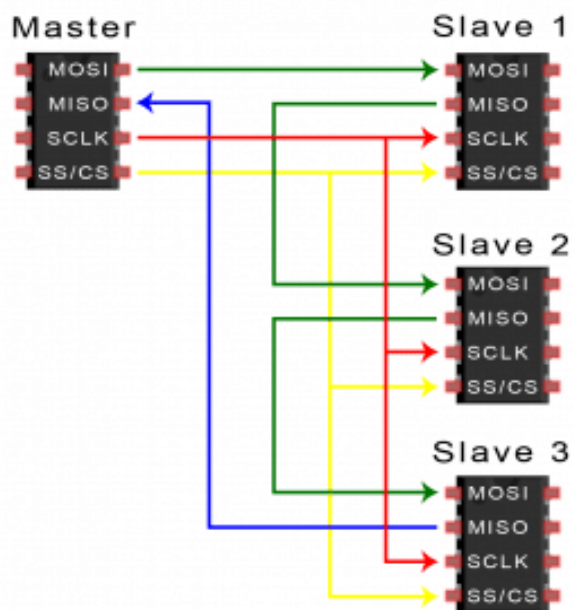 Master
MOSI
MISO
SCLK
SS/CS
Slave 1
MOSI
MISO
SCLK
SS/CS
Slave 2
MOSI
MISO
SCLK
SS/CS
Slave 3
MOSI
MISO
SCLK
SS/CS